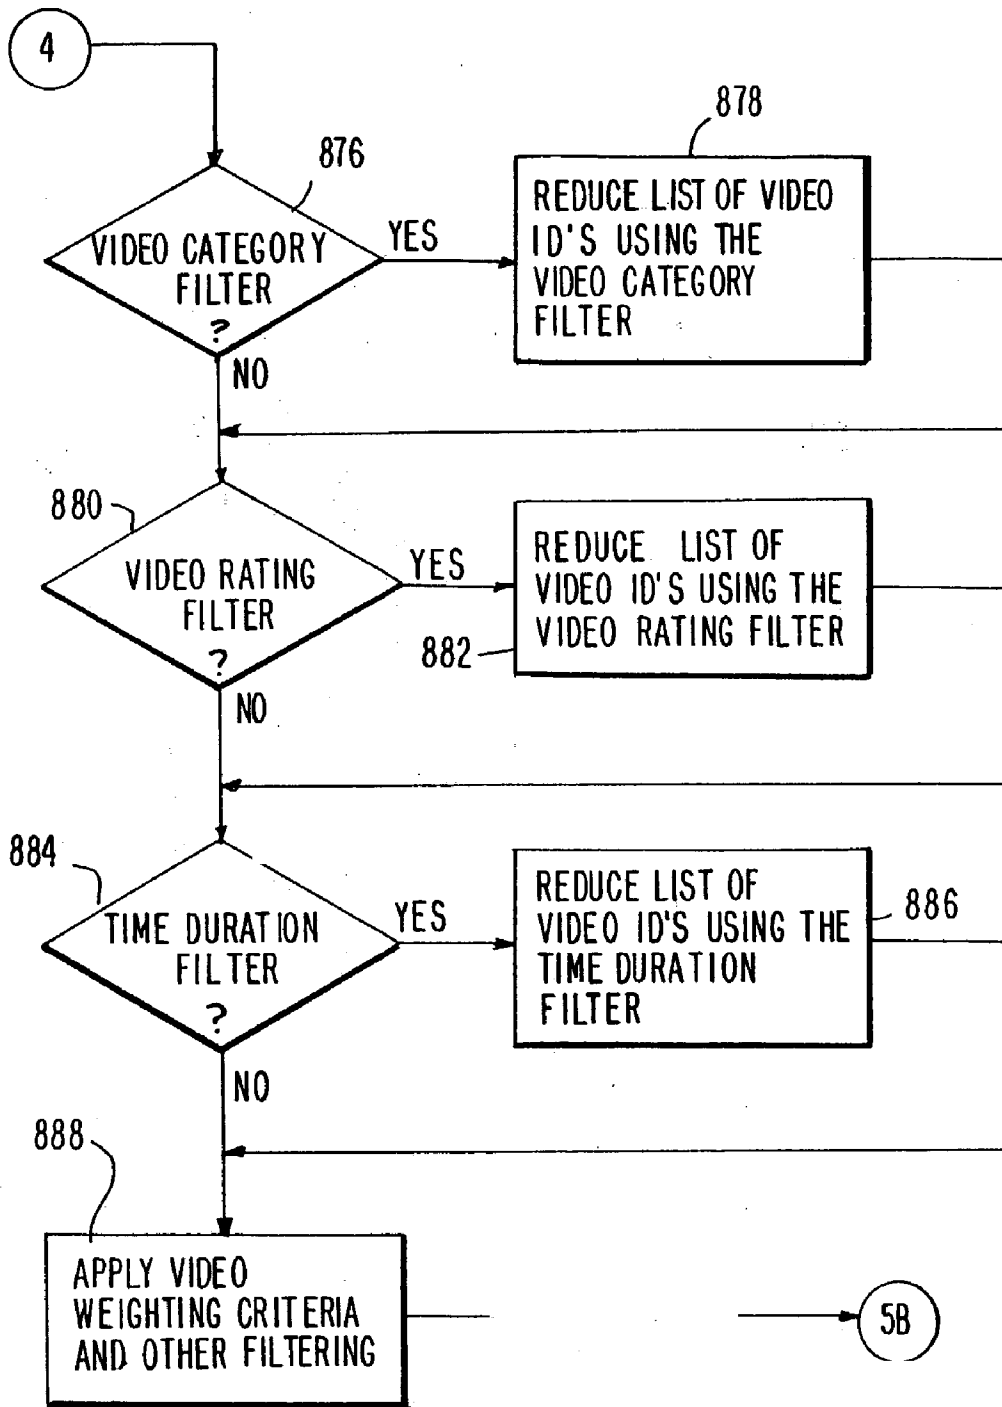 4
876
VIDEO CATEGORY
FILTER
?
YES
NO
878
REDUCE LIST OF VIDEO
ID'S USING THE
VIDEO CATEGORY
FILTER
880
VIDEO RATING
FILTER
?
YES
NO
REDUCE LIST OF
VIDEO ID'S USING THE
VIDEO RATING FILTER
882
884
TIME DURATION
FILTER
?
YES
NO
REDUCE LIST OF
VIDEO ID'S USING THE
TIME DURATION
FILTER
886
888
APPLY VIDEO
WEIGHTING CRITERIA
AND OTHER FILTERING
5B